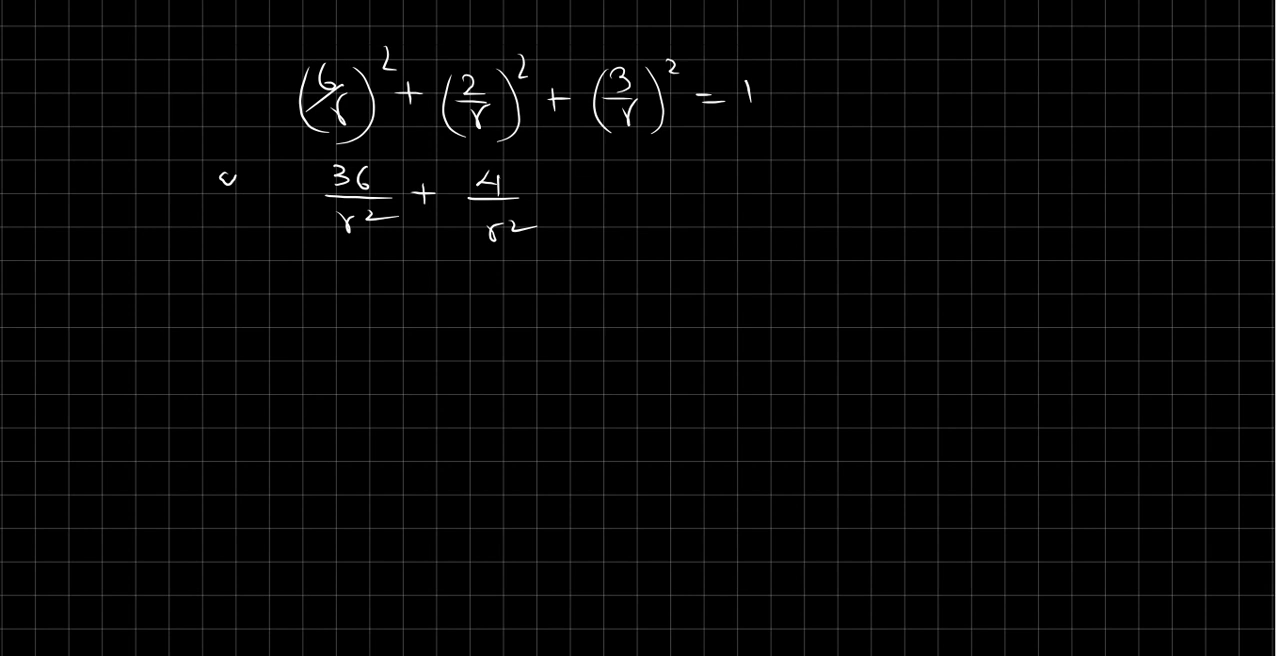 (6/r)² + (2/r)² + (3/r)² = 1
36/r² + 4/r²